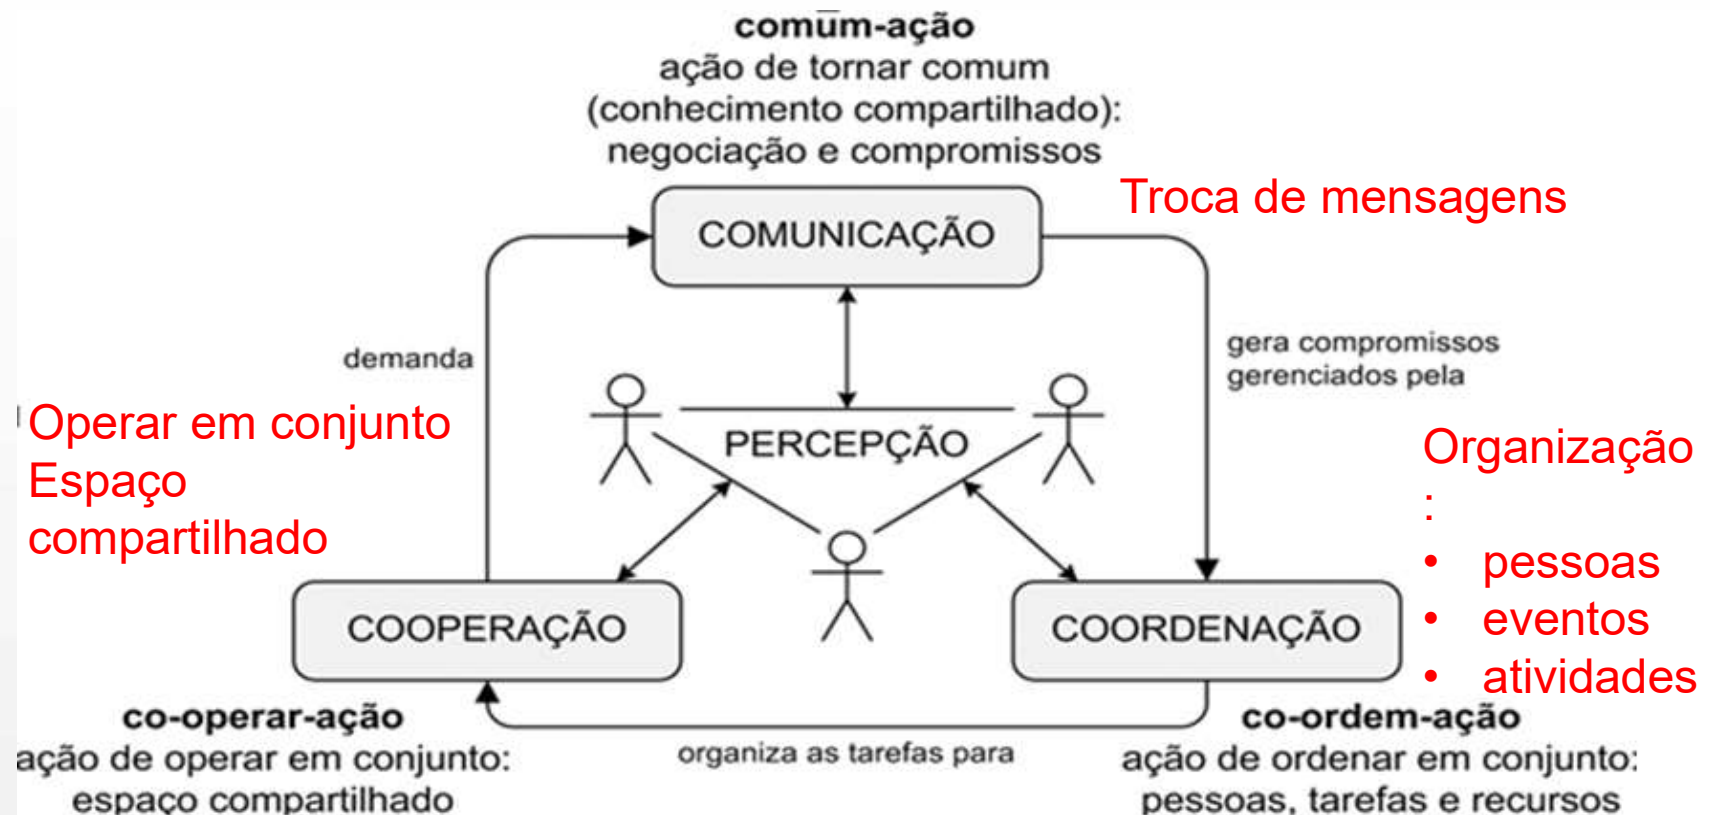 comum-ação
ação de tornar comum
(conhecimento compartilhado):
negociação e compromissos
Troca de mensagens
COMUNICAÇÃO
demanda
gera compromissos
gerenciados pela
Operar em conjunto
Espaço
compartilhado
PERCEPÇÃO
Organização
:
• pessoas
• eventos
• atividades
COOPERAÇÃO
COORDENAÇÃO
co-operar-ação
ação de operar em conjunto:
espaço compartilhado
organiza as tarefas para
co-ordem-ação
ação de ordenar em conjunto:
pessoas, tarefas e recursos